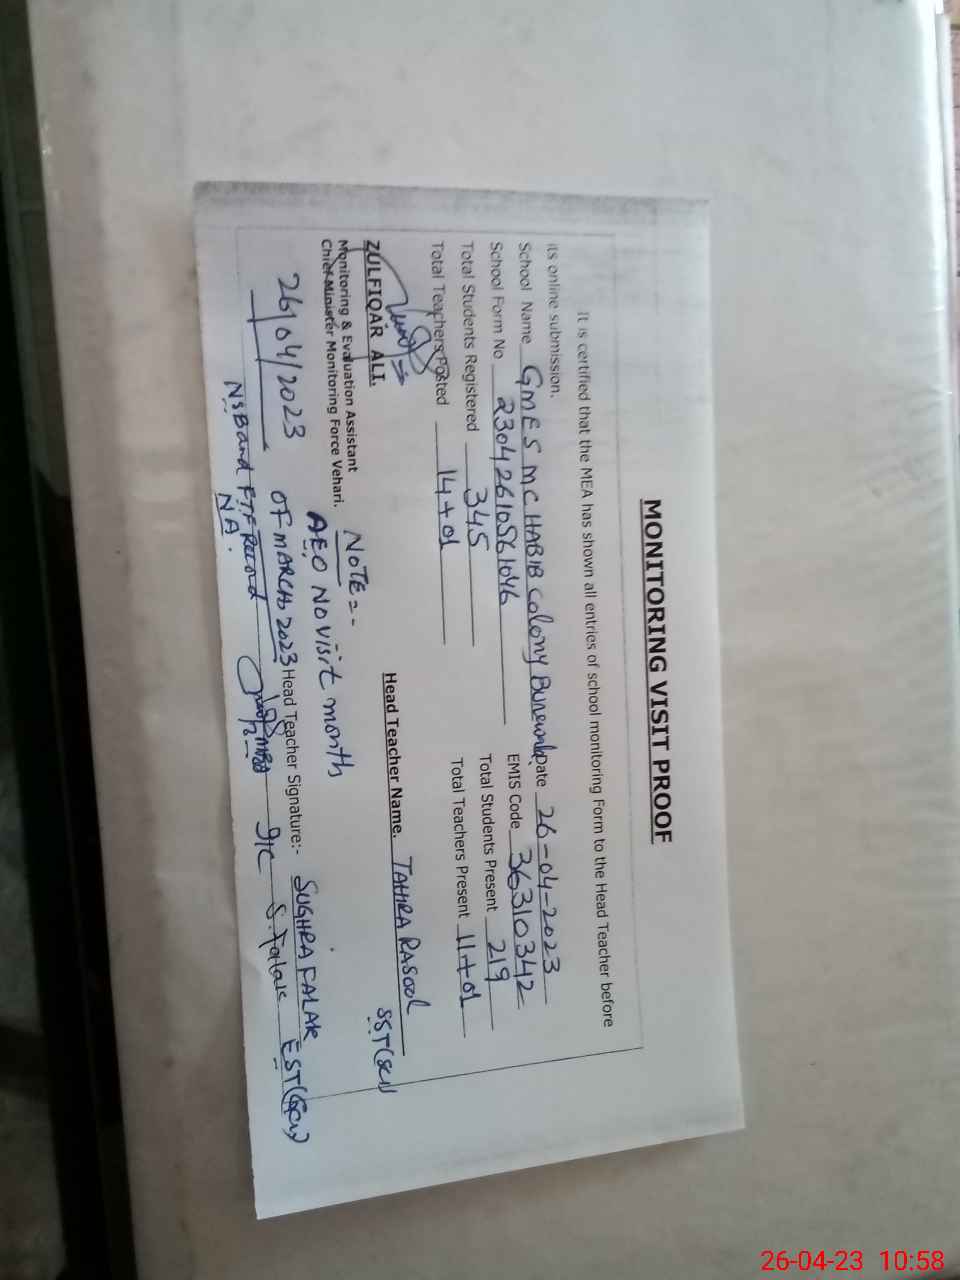 MONITORING VISIT PROOF
It is certified that the MEA has shown all entries of school monitoring Form to the Head Teacher before
its online submission.
School Name GMES MC HABIB Colony Burewala Date 26-04-2023
School Form No 23042610561046 EMIS Code 36310342
Total Students Registered 345 Total Students Present 219
Total Teachers Posted 14+01 Total Teachers Present 11+01
ZULFIQAR ALI. Head Teacher Name. TAHIRA RASOOL
SST(SCI)
Monitoring & Evaluation Assistant
Chief Minister Monitoring Force Vehari.
NOTE:-
AEO NO Visit month
26/04/2023 OF MARCH, 2023 Head Teacher Signature:- SUGHRA FALAK EST(
NSB and FTF Record I/C S.Falak
NA.
26-04-23 10:58